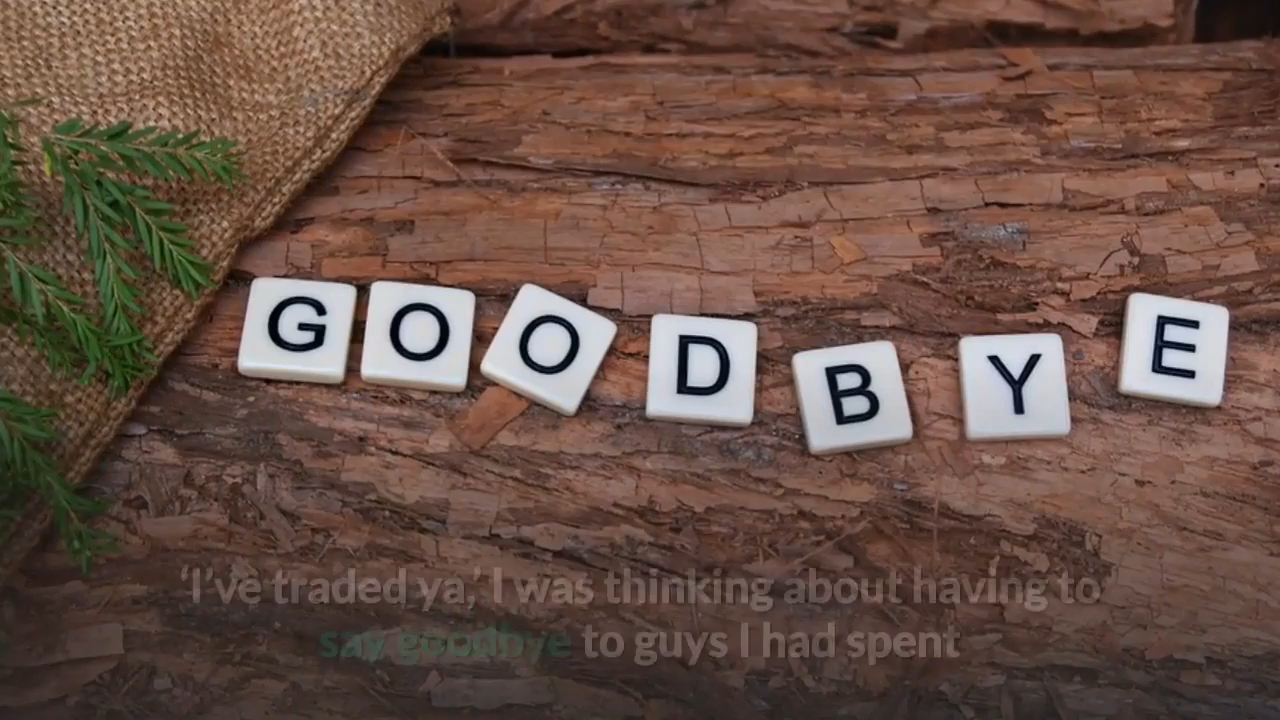 GOODBYE
‘I’ve traded ya,’ I was thinking about having to
say goodbye to guys I had spent